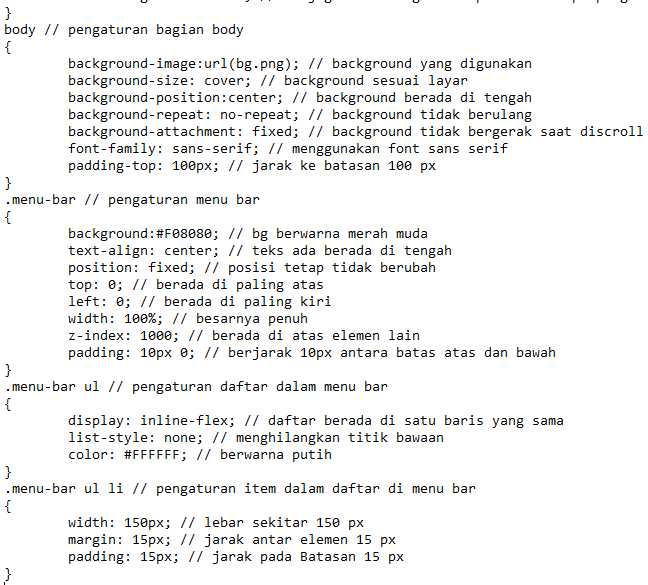 }
body // pengaturan bagian body
{
background-image:url(bg.png); // background yang digunakan
background-size: cover; // background sesuai layar
background-position:center; // background berada di tengah
background-repeat: no-repeat; // background tidak berulang
background-attachment: fixed; // background tidak bergerak saat discroll
font-family: sans-serif; // menggunakan font sans serif
padding-top: 100px; // jarak ke batasan 100 px
}
.menu-bar // pengaturan menu bar
{
background:#F08080; // bg berwarna merah muda
text-align: center; // teks ada berada di tengah
position: fixed; // posisi tetap tidak berubah
top: 0; // berada di paling atas
left: 0; // berada di paling kiri
width: 100%; // besarnya penuh
z-index: 1000; // berada di atas elemen lain
padding: 10px 0; // berjarak 10px antara batas atas dan bawah
}
.menu-bar ul // pengaturan daftar dalam menu bar
{
display: inline-flex; // daftar berada di satu baris yang sama
list-style: none; // menghilangkan titik bawaan
color: #FFFFFF; // berwarna putih
}
.menu-bar ul li // pengaturan item dalam daftar di menu bar
{
width: 150px; // lebar sekitar 150 px
margin: 15px; // jarak antar elemen 15 px
padding: 15px; // jarak pada Batasan 15 px
}